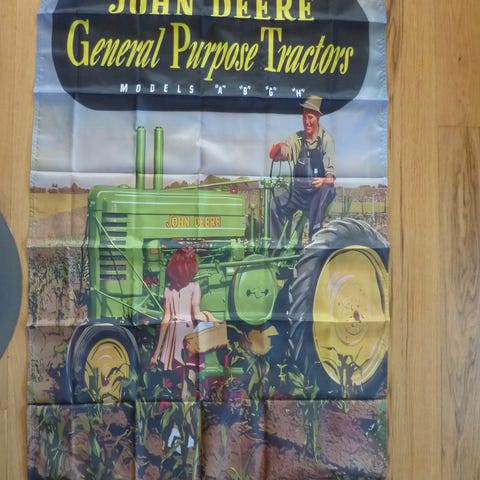 JOHN DEERE
General Purpose Tractors
MODELS "A" "B" "G" "H"
JOHN DEERE